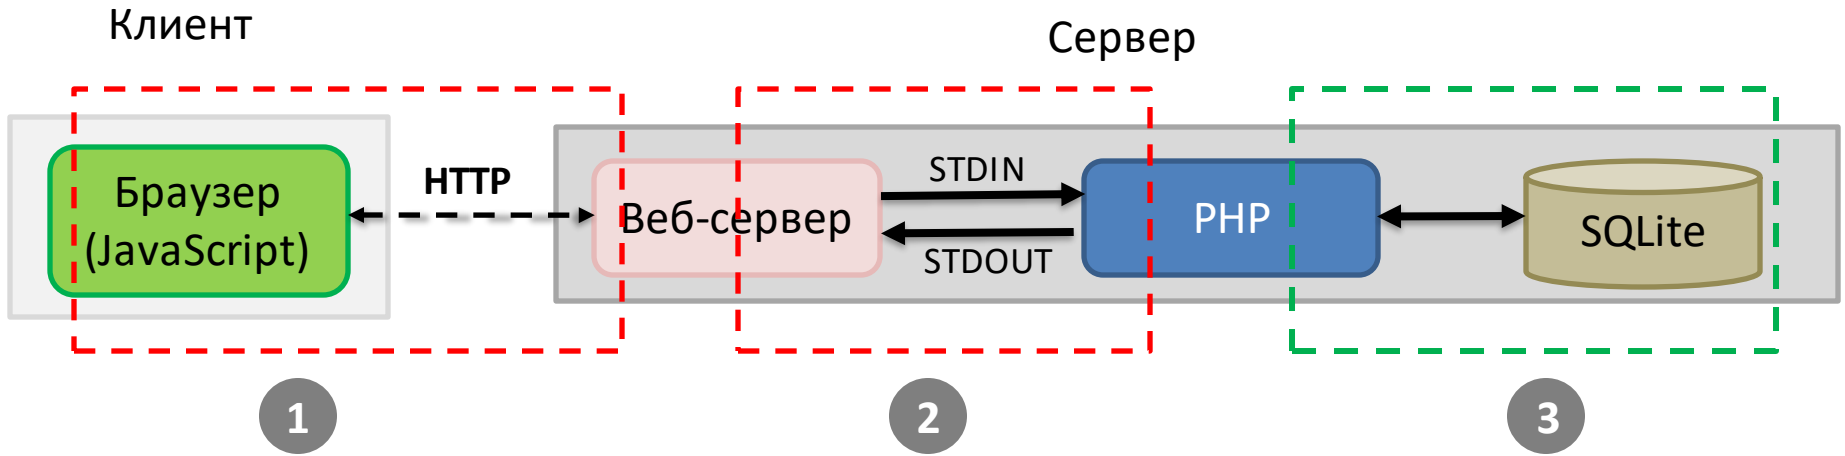 Клиент
Сервер
Браузер
(JavaScript)
HTTP
Веб-сервер
STDIN
STDOUT
PHP
SQLite
1
2
3